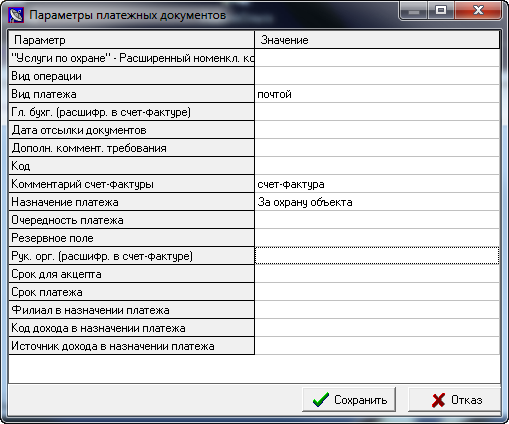 Параметры платежных документов
Параметр Значение
"Услуги по охране" - Расширенный номенкл. кс
Вид операции
Вид платежа почтой
Гл. бухг. (расшифр. в счет-фактуре)
Дата отсылки документов
Дополн. коммент. требования
Код
Комментарий счет-фактуры счет-фактура
Назначение платежа За охрану объекта
Очередность платежа
Резервное поле
Рук. орг. (расшифр. в счет-фактуре)
Срок для акцепта
Срок платежа
Филиал в назначении платежа
Код дохода в назначении платежа
Источник дохода в назначении платежа
Сохранить Отказ